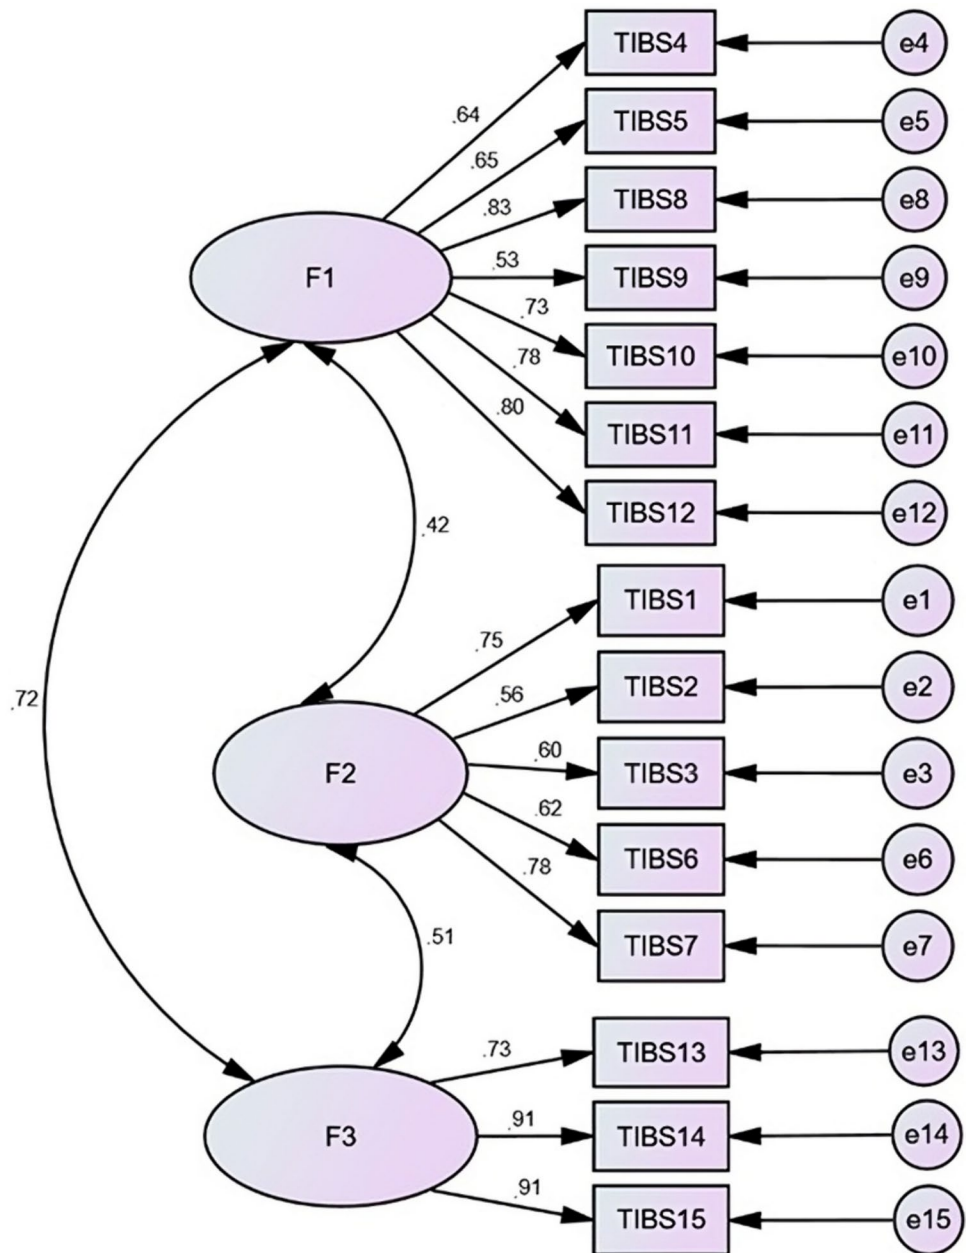 TIBS4
e4
.64
TIBS5
e5
.65
TIBS8
e8
.83
F1
.53
TIBS9
e9
.73
TIBS10
e10
.78
TIBS11
e11
.80
TIBS12
e12
.42
TIBS1
e1
.75
TIBS2
e2
.56
.72
F2
.60
TIBS3
e3
.62
TIBS6
e6
.78
TIBS7
e7
.51
.73
TIBS13
e13
F3
.91
TIBS14
e14
.91
TIBS15
e15